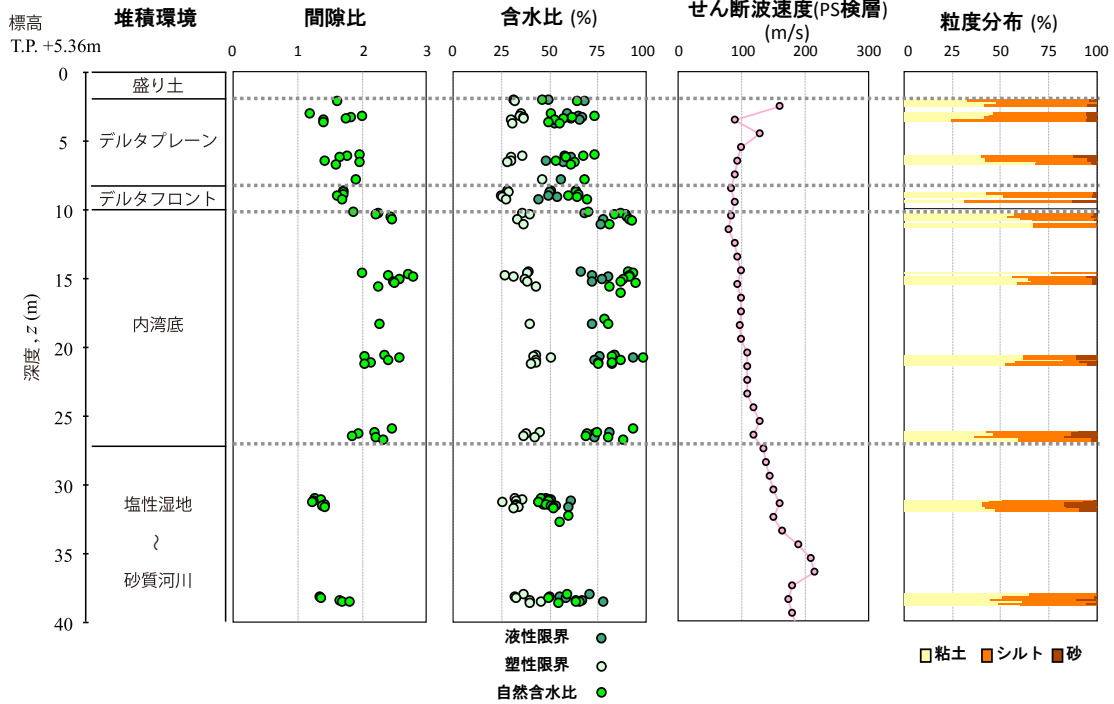 標高
T.P. +5.36m
堆積環境
間隙比
含水比 (%)
せん断波速度(PS検層)
(m/s)
粒度分布 (%)
0 1 2 3
0 25 50 75 100
0 100 200 300
0 25 50 75 100
0
5
10
15
20
25
30
35
40
深度 , z (m)
盛り土
デルタプレーン
デルタフロント
内湾底
塩性湿地
~
砂質河川
液性限界
塑性限界
自然含水比
粘土 シルト 砂